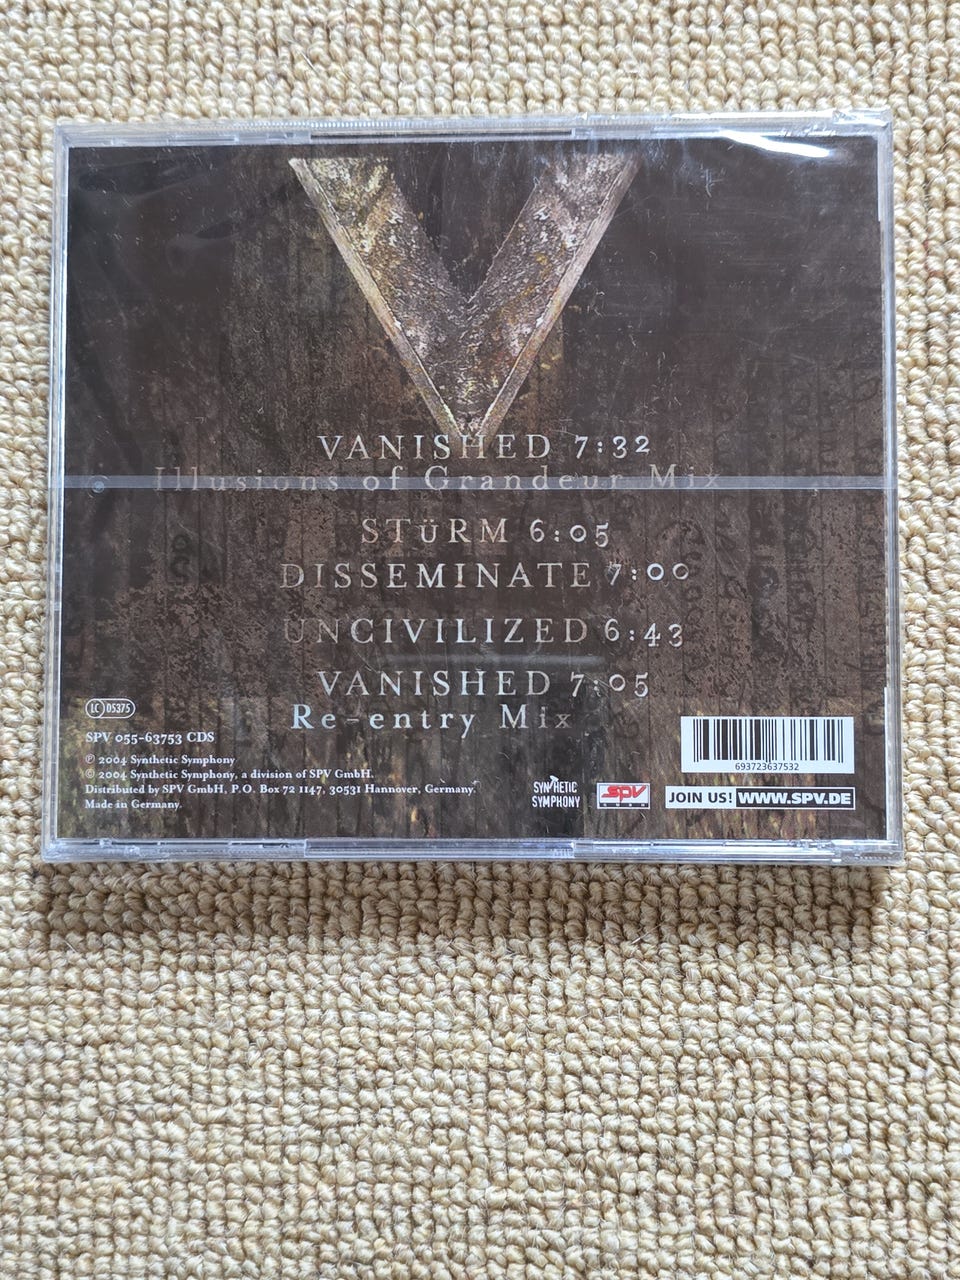 VANISHED 7:32
Illusions of Grandeur Mix
STÜRM 6:05
DISSEMINATE 7:00
UNCIVILIZED 6:43
VANISHED 7:05
Re-entry Mix
LC 05375
SPV 055-63753 CDS
℗ 2004 Synthetic Symphony
© 2004 Synthetic Symphony, a division of SPV GmbH.
Distributed by SPV GmbH, P.O. Box 72 1147, 30531 Hannover, Germany.
Made in Germany.
SYNTHETIC
SYMPHONY
SPV
JOIN US! WWW.SPV.DE
693723637532